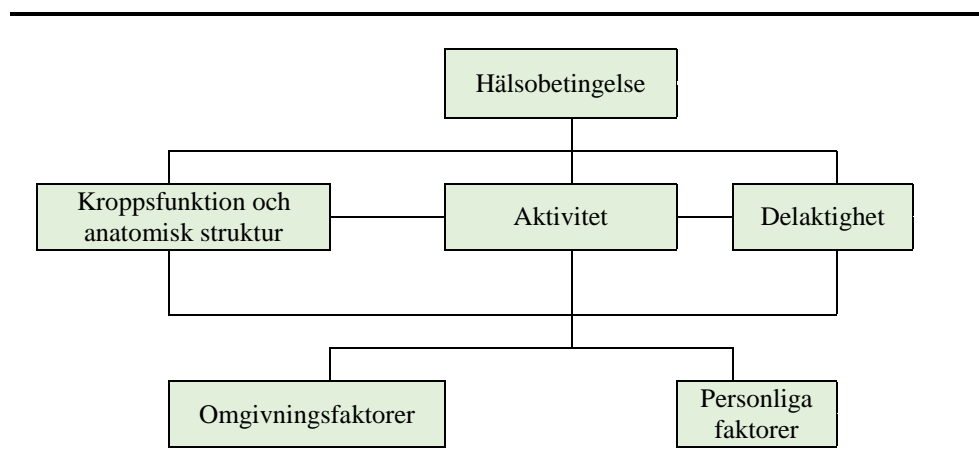 Hälsobetingelse
Kroppsfunktion och
anatomisk struktur
Aktivitet
Delaktighet
Omgivningsfaktorer
Personliga
faktorer